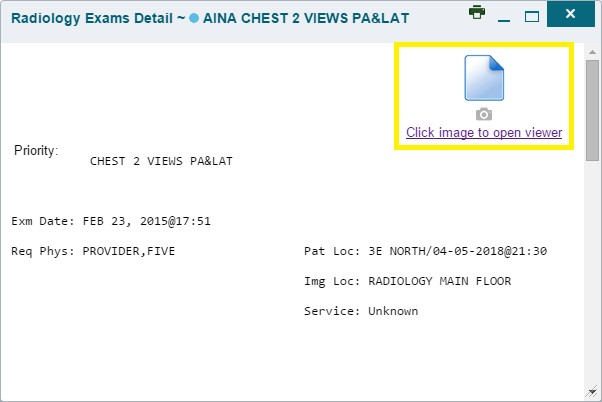 Radiology Exams Detail ~ AINA CHEST 2 VIEWS PA&LAT
Click image to open viewer
Priority:
CHEST 2 VIEWS PA&LAT
Exm Date: FEB 23, 2015@17:51
Req Phys: PROVIDER,FIVE Pat Loc: 3E NORTH/04-05-2018@21:30
Img Loc: RADIOLOGY MAIN FLOOR
Service: Unknown